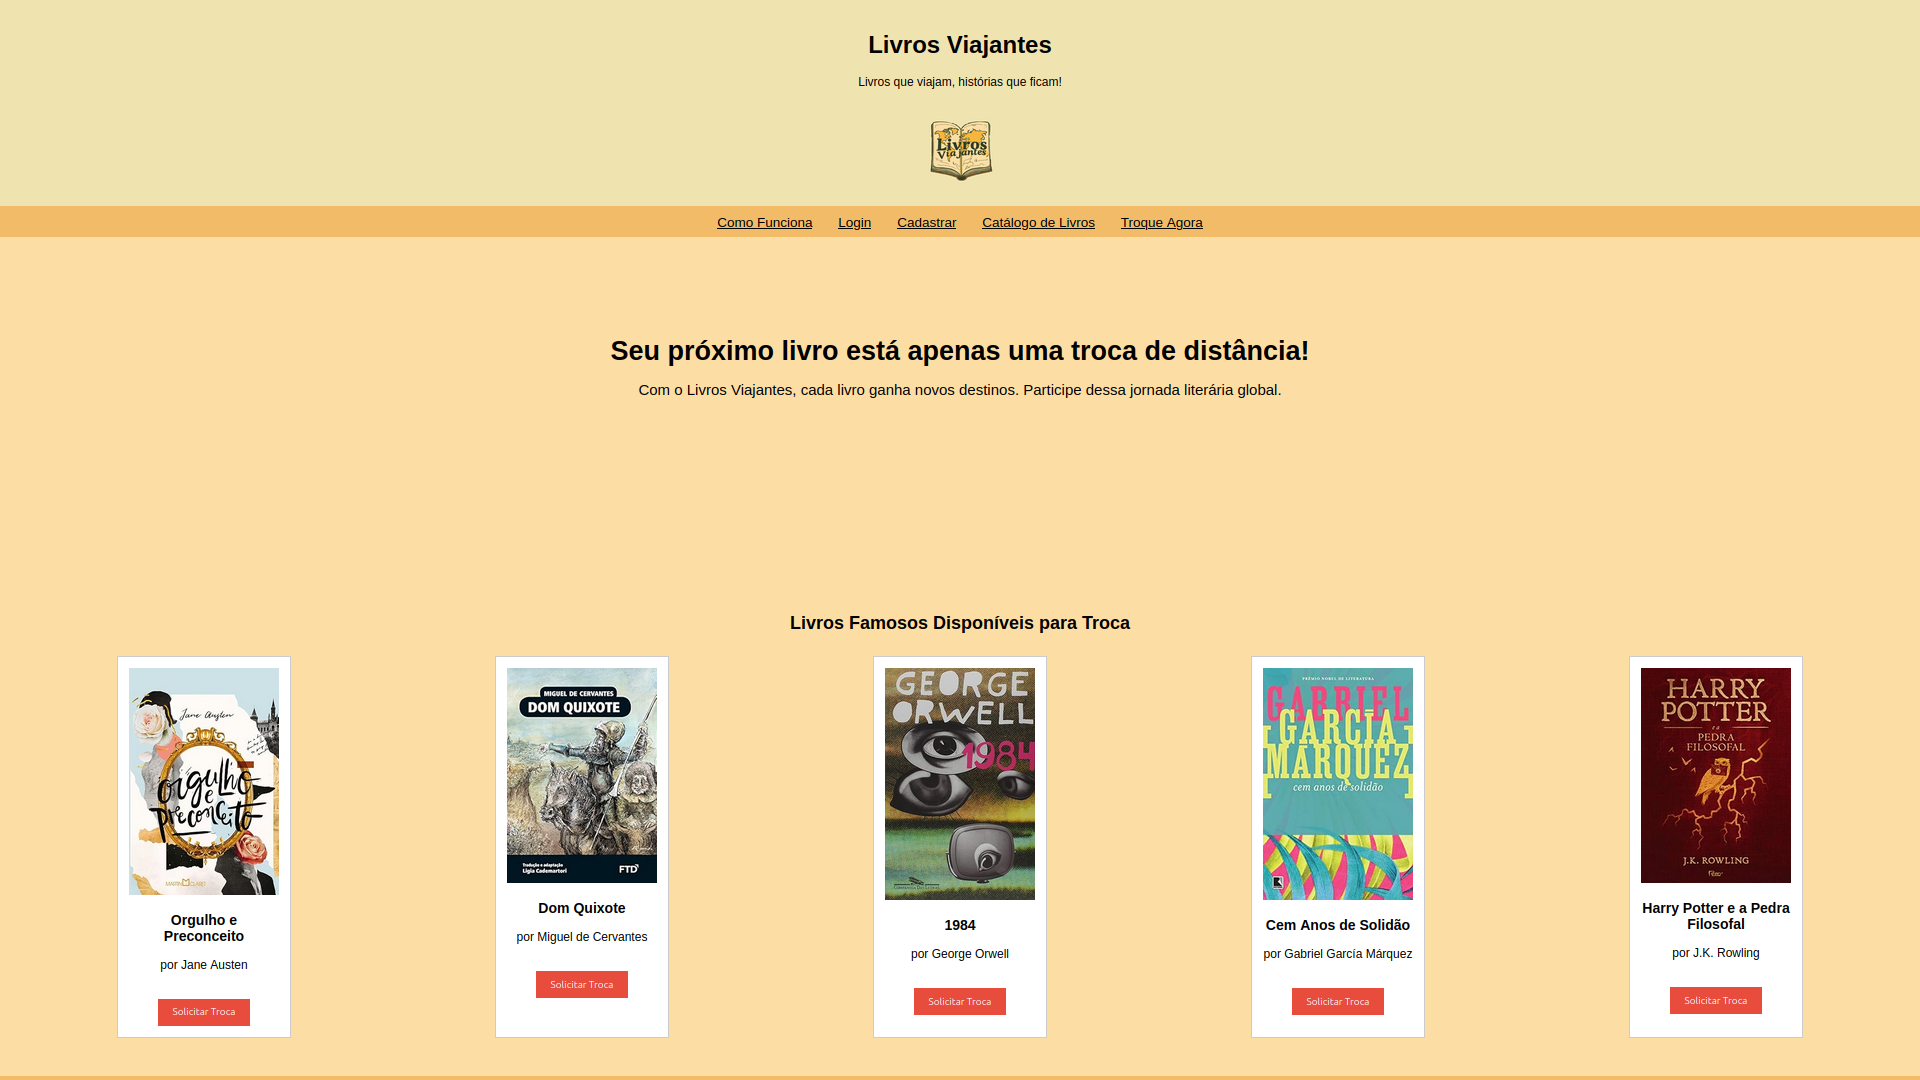 Livros Viajantes
Livros que viajam, histórias que ficam!
Livros
Viajantes
Como Funciona Login Cadastrar Catálogo de Livros Troque Agora
Seu próximo livro está apenas uma troca de distância!
Com o Livros Viajantes, cada livro ganha novos destinos. Participe dessa jornada literária global.
Livros Famosos Disponíveis para Troca
Jane Austen
orgulho
e
preconceito
MARTIN CLARET
Orgulho e
Preconceito
por Jane Austen
Solicitar Troca
MIGUEL DE CERVANTES
DOM QUIXOTE
Tradução e adaptação
Ligia Cademartori
FTD
Dom Quixote
por Miguel de Cervantes
Solicitar Troca
GEORGE
ORWELL
1984
1984
por George Orwell
Solicitar Troca
PRÊMIO NOBEL DE LITERATURA
GABRIEL
GARCÍA
MÁRQUEZ
cem anos de solidão
Cem Anos de Solidão
por Gabriel García Márquez
Solicitar Troca
HARRY
POTTER
e a
PEDRA
FILOSOFAL
J.K. ROWLING
Harry Potter e a Pedra
Filosofal
por J.K. Rowling
Solicitar Troca